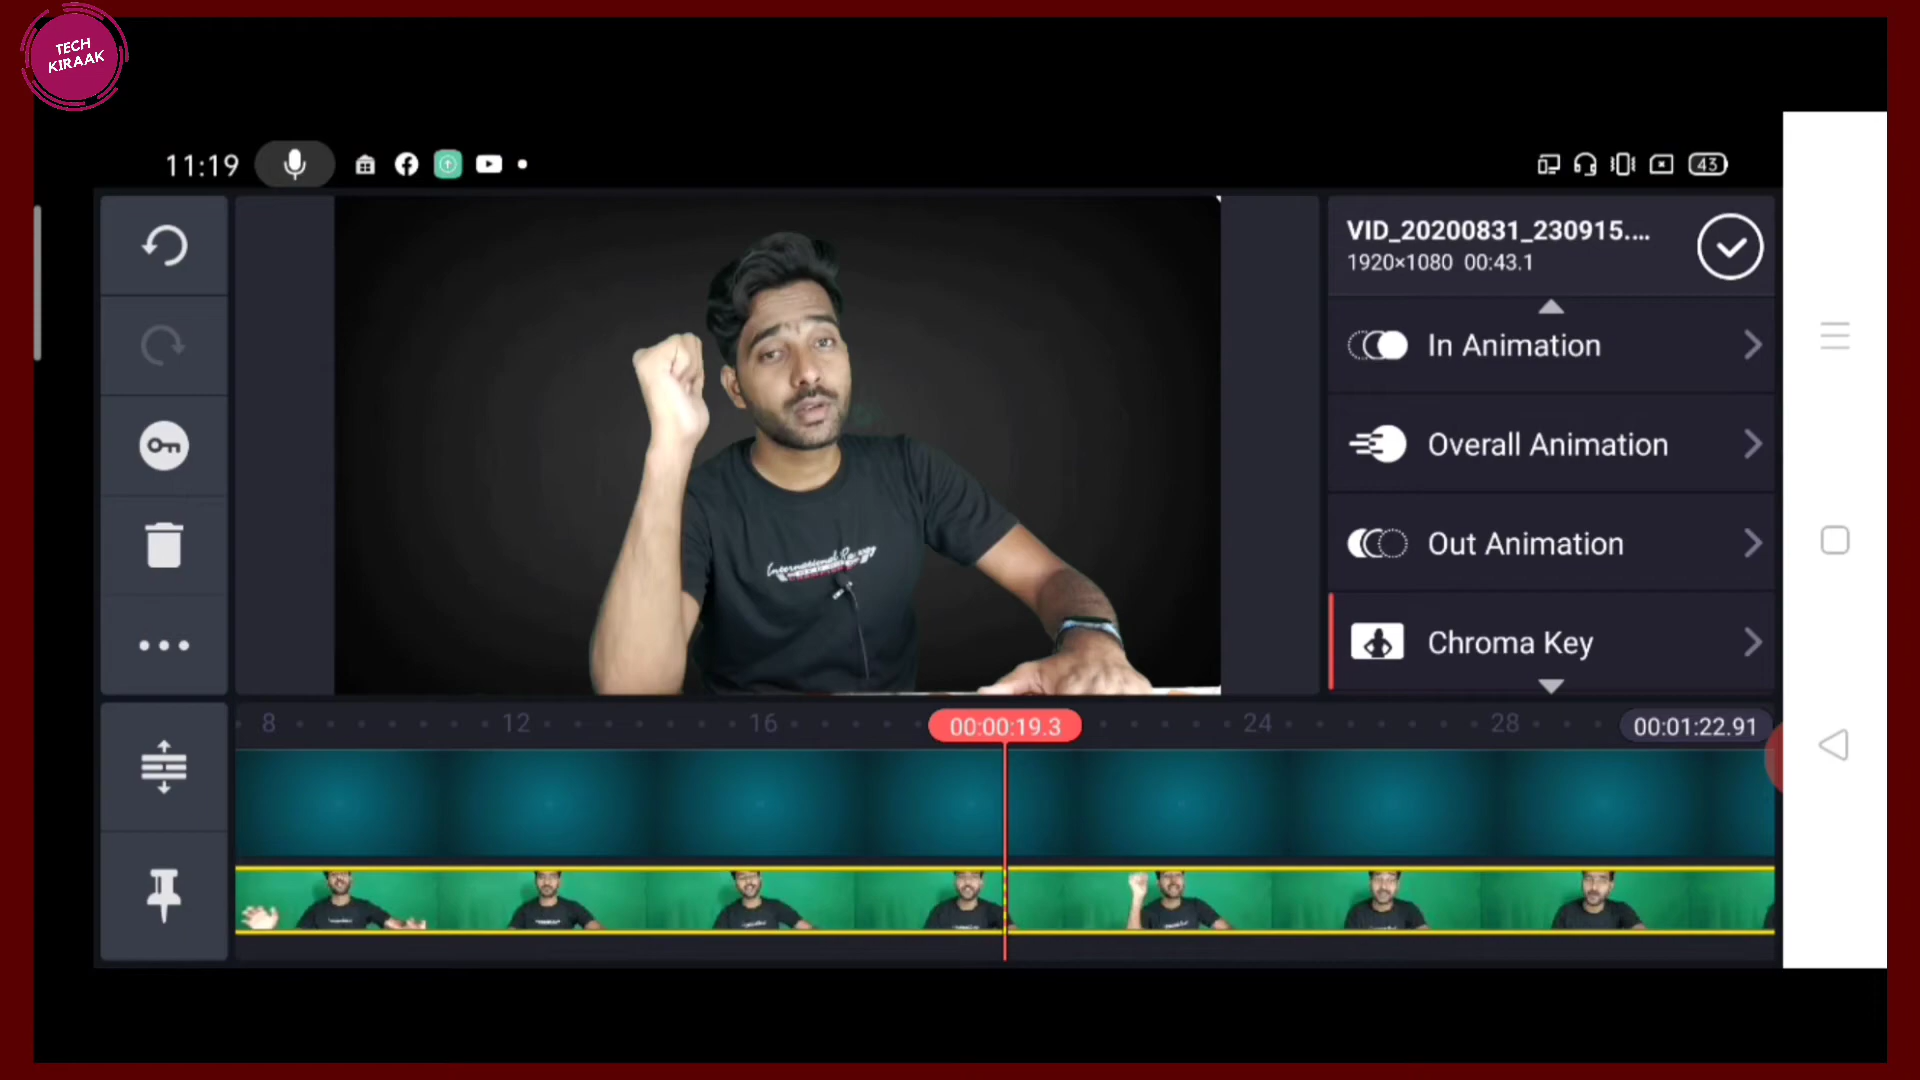 TECH
KIRAAK
11:19
43
VID_20200831_230915....
1920×1080 00:43.1
In Animation
Overall Animation
Out Animation
Chroma Key
8 12 16 00:00:19.3 24 28 00:01:22.91
International